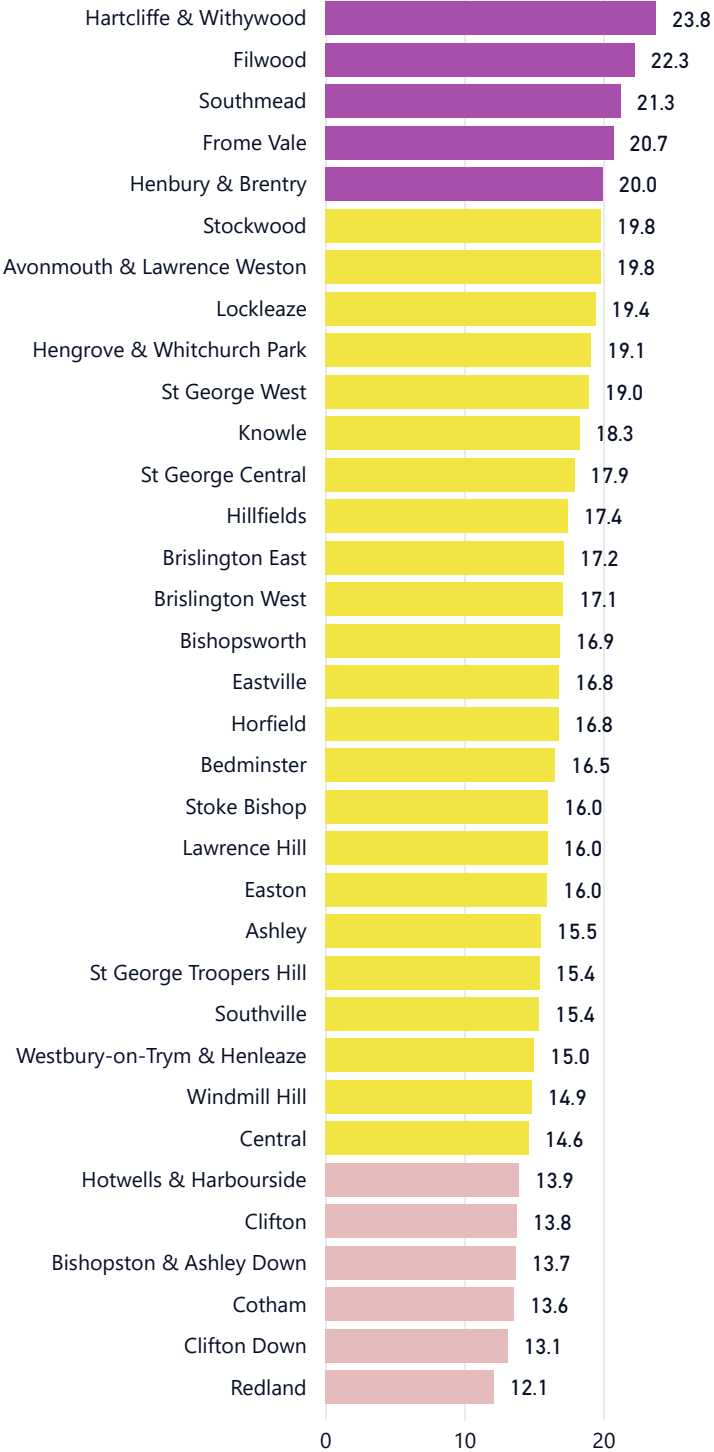 Hartcliffe & Withywood 23.8
Filwood 22.3
Southmead 21.3
Frome Vale 20.7
Henbury & Brentry 20.0
Stockwood 19.8
Avonmouth & Lawrence Weston 19.8
Lockleaze 19.4
Hengrove & Whitchurch Park 19.1
St George West 19.0
Knowle 18.3
St George Central 17.9
Hillfields 17.4
Brislington East 17.2
Brislington West 17.1
Bishopsworth 16.9
Eastville 16.8
Horfield 16.8
Bedminster 16.5
Stoke Bishop 16.0
Lawrence Hill 16.0
Easton 16.0
Ashley 15.5
St George Troopers Hill 15.4
Southville 15.4
Westbury-on-Trym & Henleaze 15.0
Windmill Hill 14.9
Central 14.6
Hotwells & Harbourside 13.9
Clifton 13.8
Bishopston & Ashley Down 13.7
Cotham 13.6
Clifton Down 13.1
Redland 12.1
0 10 20